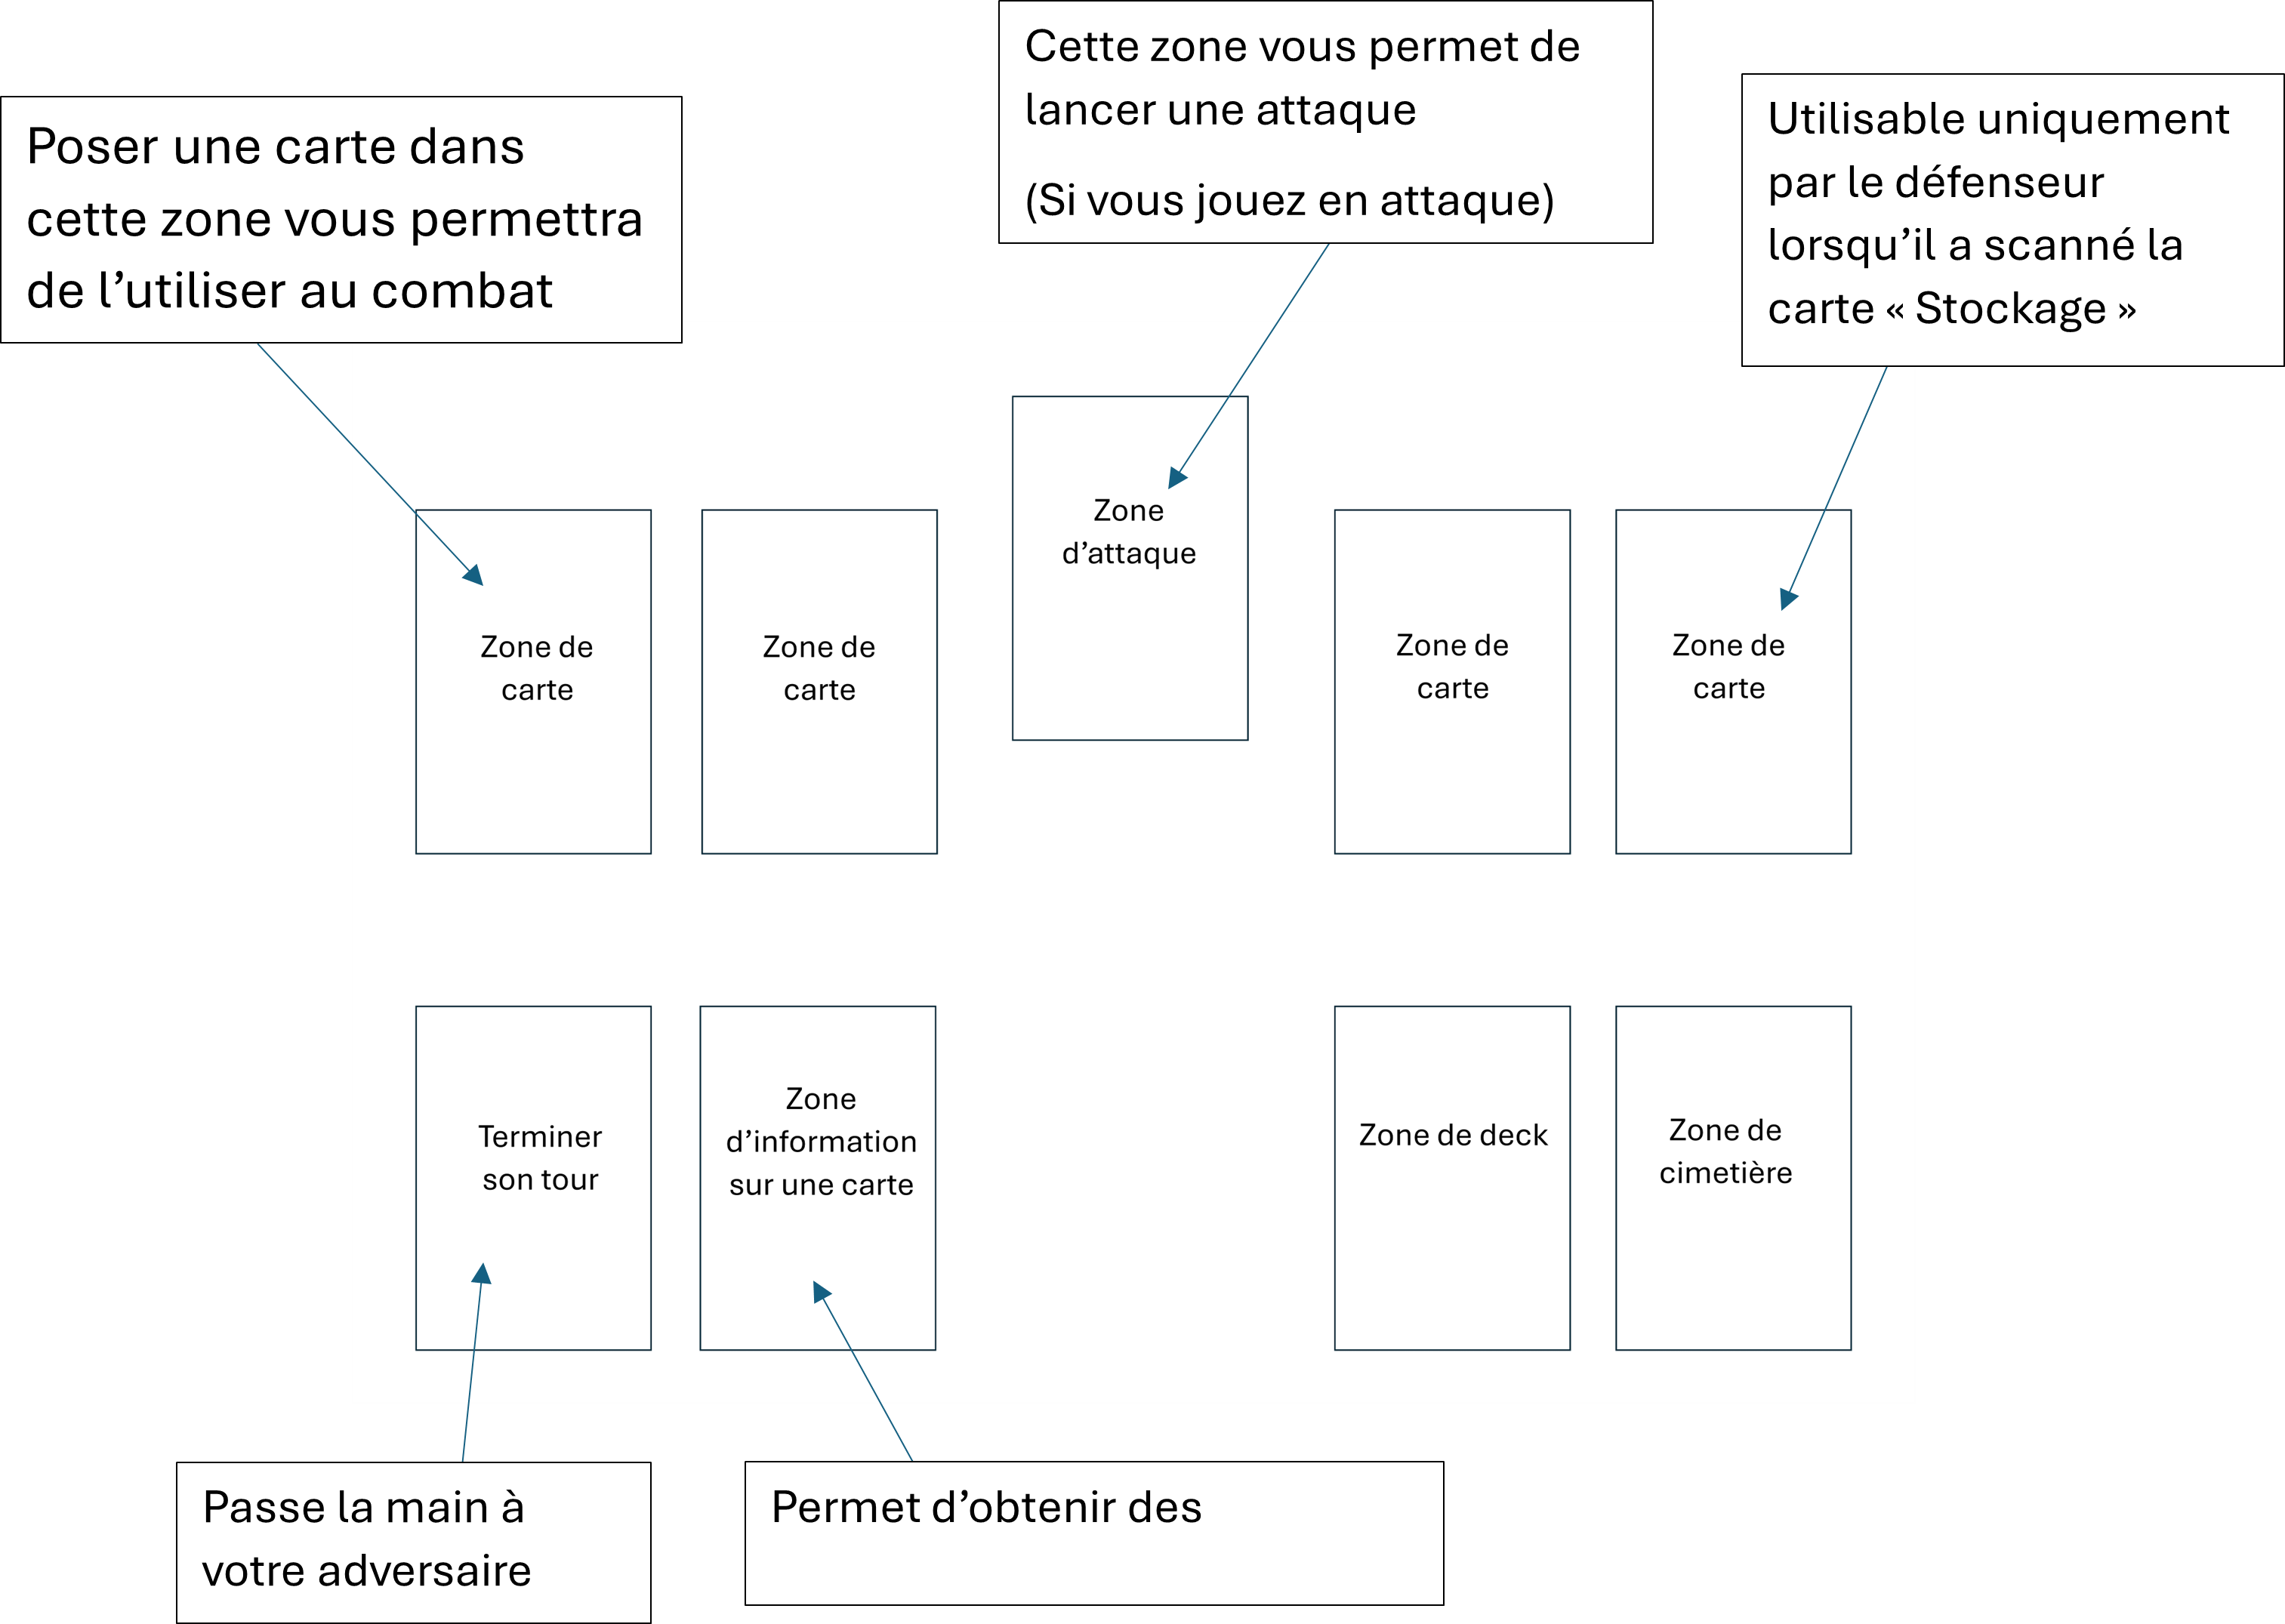 Cette zone vous permet de
lancer une attaque
(Si vous jouez en attaque)
Poser une carte dans
cette zone vous permettra
de l’utiliser au combat
Utilisable uniquement
par le défenseur
lorsqu’il a scanné la
carte « Stockage »
Zone de
carte
Zone de
carte
Zone
d’attaque
Zone de
carte
Zone de
carte
Terminer
son tour
Zone
d’information
sur une carte
Zone de deck
Zone de
cimetière
Passe la main à
votre adversaire
Permet d’obtenir des